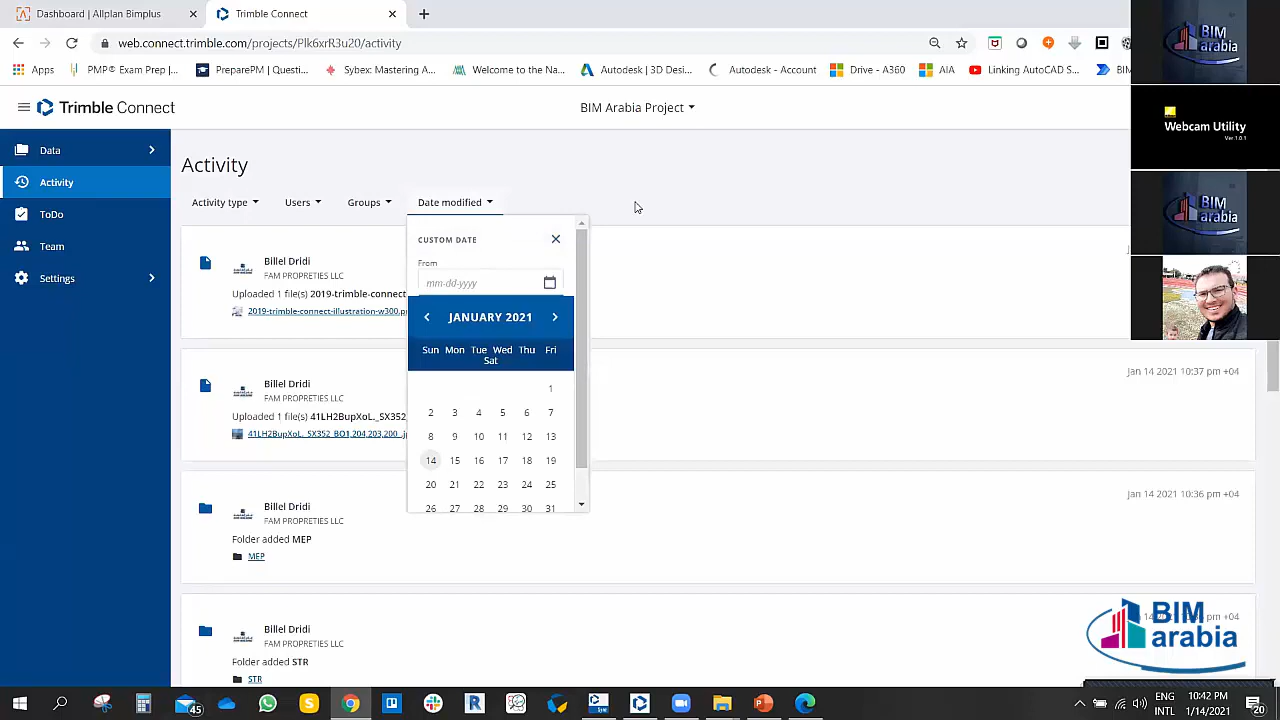 Dashboard | Allplan Bimplus
Trimble Connect
web.connect.trimble.com/projects/Plk6xrR3u20/activity
Apps
PMP® Exam Prep |...
PreparePM | Questi...
Sybex Mastering ...
Welcome to the Na...
Autodesk | 3D Desi...
Autodesk - Account
Drive - A360
AIA
Linking AutoCAD S...
BIM
Trimble Connect
BIM Arabia Project
BIM arabia
Webcam Utility
Ver.1.0.1
BIM arabia
Data
Activity
ToDo
Team
Settings
Activity
Activity type
Users
Groups
Date modified
CUSTOM DATE
From
mm-dd-yyyy
JANUARY 2021
Sun Mon Tue Wed Thu Fri
Sat
1
2 3 4 5 6 7
8 9 10 11 12 13
14 15 16 17 18 19
20 21 22 23 24 25
26 27 28 29 30 31
Billel Dridi
FAM PROPRETIES LLC
Uploaded 1 file(s) 2019-trimble-connect
2019-trimble-connect-illustration-w300.pn
Billel Dridi
FAM PROPRETIES LLC
Jan 14 2021 10:37 pm +04
Uploaded 1 file(s) 41LH2BupXoL._SX352
41LH2BupXoL._SX352_BO1,204,203,200_.jp
Billel Dridi
FAM PROPRETIES LLC
Jan 14 2021 10:36 pm +04
Folder added MEP
MEP
Billel Dridi
FAM PROPRETIES LLC
pm +04
Folder added STR
STR
BIM
arabia
45
ENG
INTL
10:42 PM
1/14/2021
20